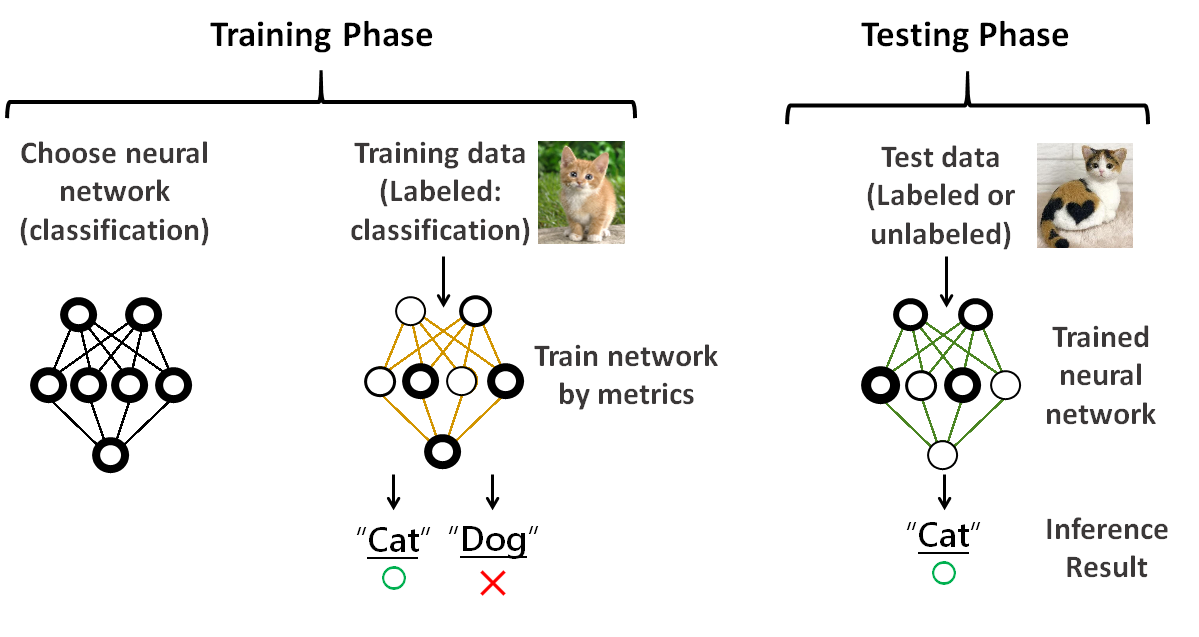 Training Phase
Choose neural
network
(classification)
Training data
(Labeled:
classification)
Train network
by metrics
"Cat" "Dog"
Testing Phase
Test data
(Labeled or
unlabeled)
Trained
neural
network
"Cat"
Inference
Result